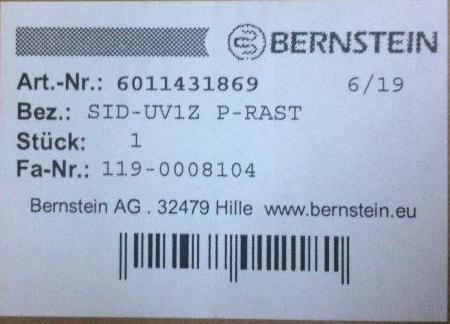 BERNSTEIN
Art.-Nr.: 6011431869 6/19
Bez.: SID-UV1Z P-RAST
Stück: 1
Fa-Nr.: 119-0008104
Bernstein AG . 32479 Hille www.bernstein.eu